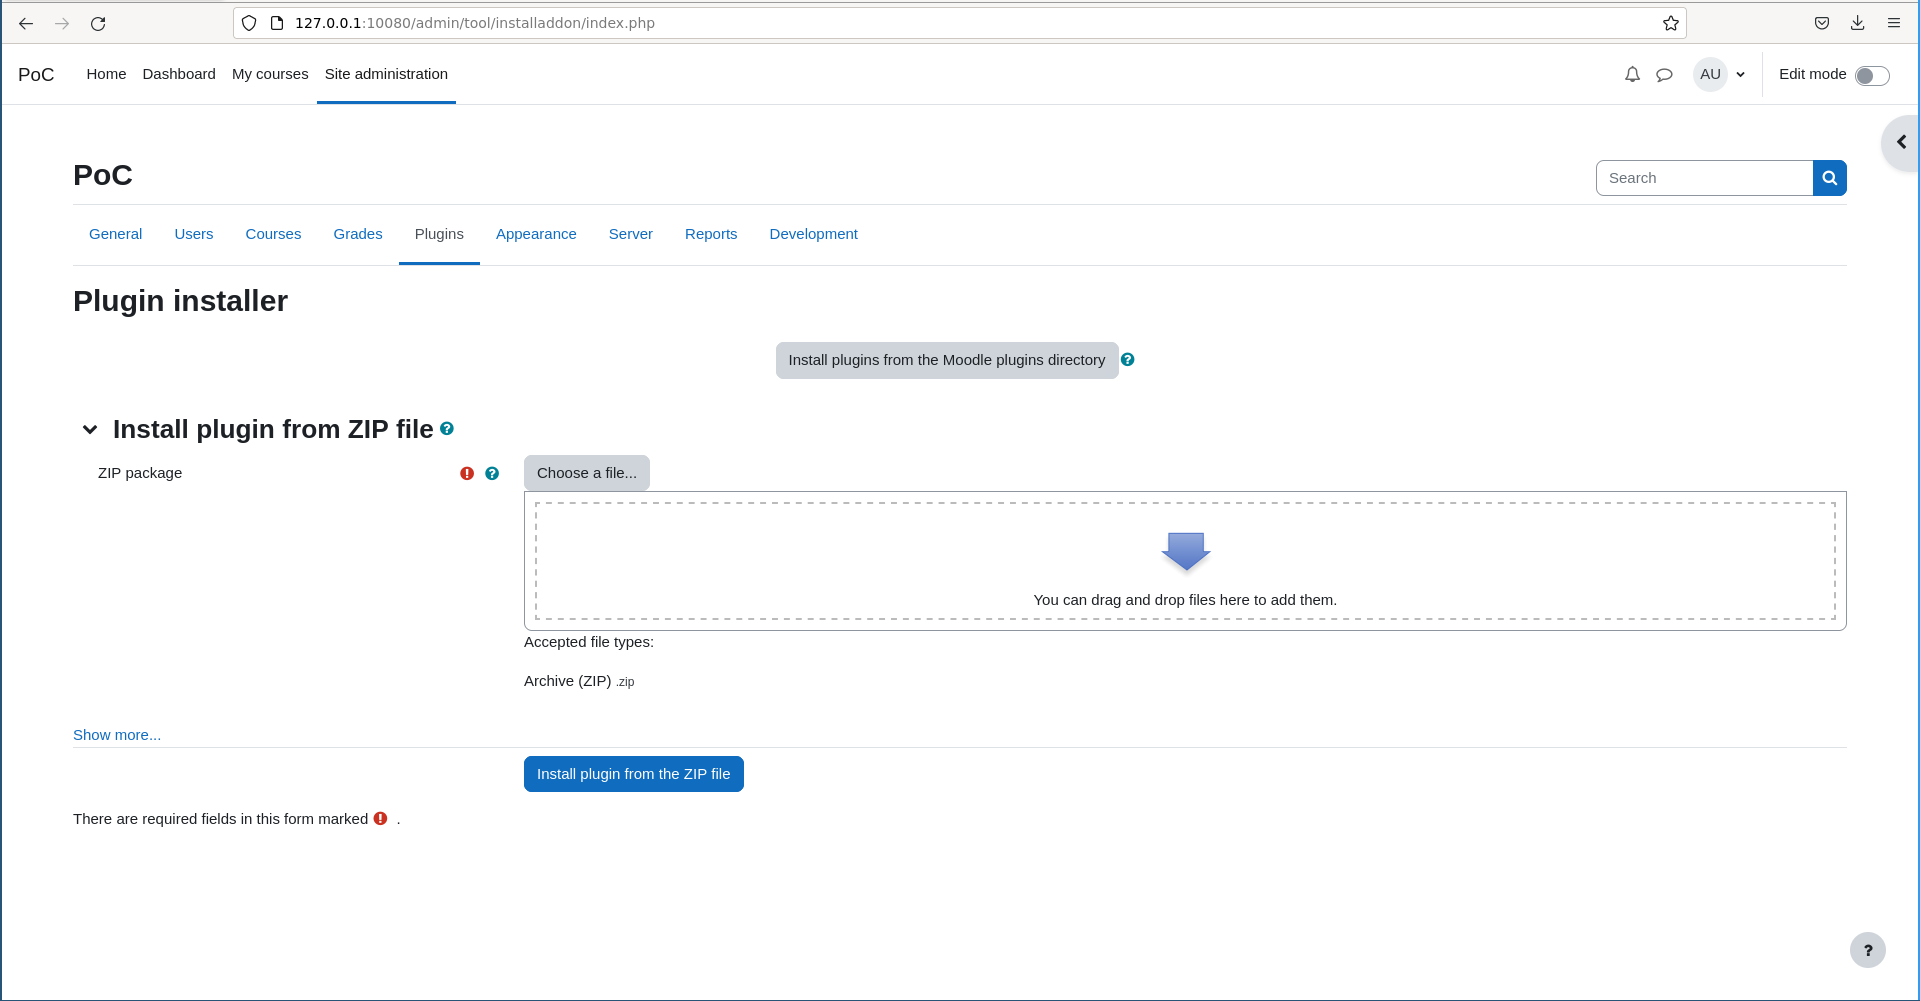 127.0.0.1:10080/admin/tool/installaddon/index.php
PoC Home Dashboard My courses Site administration AU Edit mode
PoC
Search
General Users Courses Grades Plugins Appearance Server Reports Development
Plugin installer
Install plugins from the Moodle plugins directory ?
Install plugin from ZIP file ?
ZIP package ! ? Choose a file...
You can drag and drop files here to add them.
Accepted file types:
Archive (ZIP) .zip
Show more...
Install plugin from the ZIP file
There are required fields in this form marked ! .
?